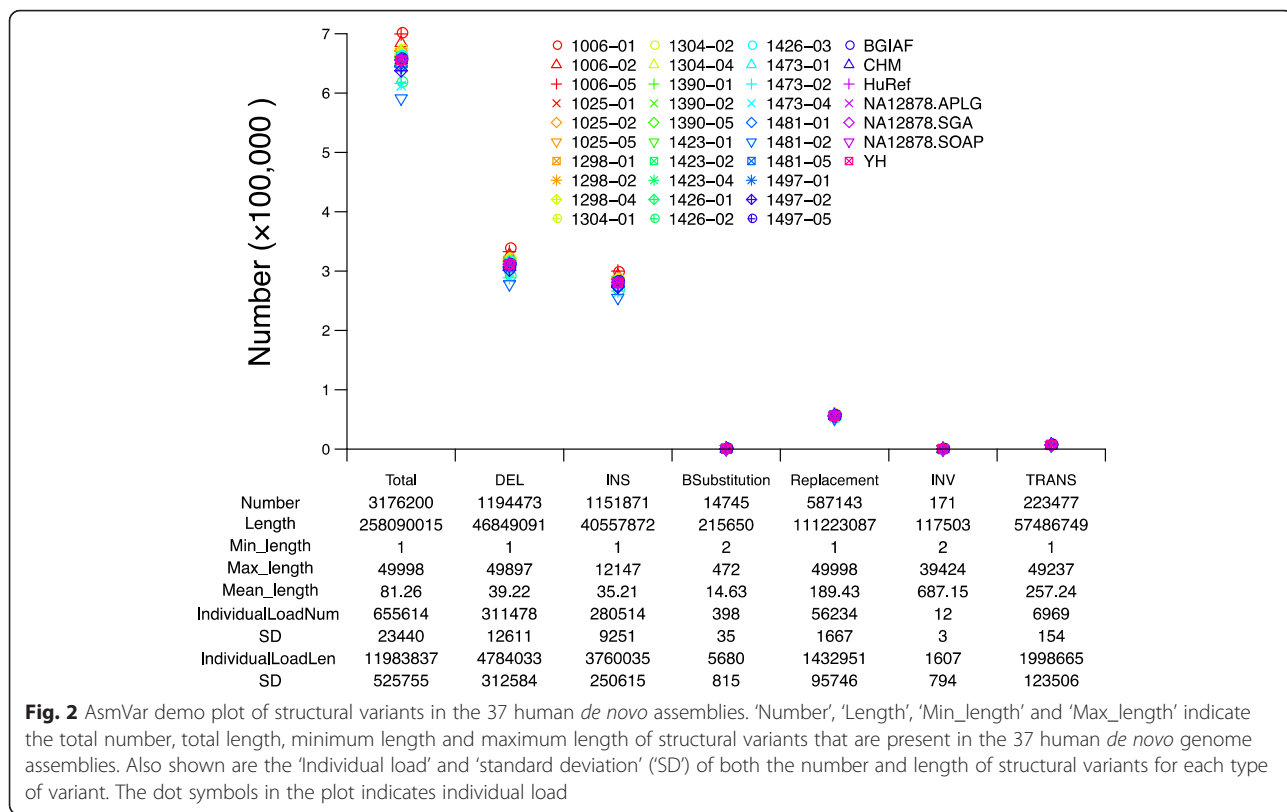 Number (×100,000)
7
6
5
4
3
2
1
0
1006−01 1304−02 1426−03 BGIAF
1006−02 1304−04 1473−01 CHM
1006−05 1390−01 1473−02 HuRef
1025−01 1390−02 1473−04 NA12878.APLG
1025−02 1390−05 1481−01 NA12878.SGA
1025−05 1423−01 1481−02 NA12878.SOAP
1298−01 1423−02 1481−05 YH
1298−02 1423−04 1497−01
1298−04 1426−01 1497−02
1304−01 1426−02 1497−05
Total DEL INS BSubstitution Replacement INV TRANS
Number 3176200 1194473 1151871 14745 587143 171 223477
Length 258090015 46849091 40557872 215650 111223087 117503 57486749
Min_length 1 1 1 2 1 2 1
Max_length 49998 49897 12147 472 49998 39424 49237
Mean_length 81.26 39.22 35.21 14.63 189.43 687.15 257.24
IndividualLoadNum 655614 311478 280514 398 56234 12 6969
SD 23440 12611 9251 35 1667 3 154
IndividualLoadLen 11983837 4784033 3760035 5680 1432951 1607 1998665
SD 525755 312584 250615 815 95746 794 123506
Fig. 2 AsmVar demo plot of structural variants in the 37 human de novo assemblies. ‘Number’, ‘Length’, ‘Min_length’ and ‘Max_length’ indicate
the total number, total length, minimum length and maximum length of structural variants that are present in the 37 human de novo genome
assemblies. Also shown are the ‘Individual load’ and ‘standard deviation’ (‘SD’) of both the number and length of structural variants for each type
of variant. The dot symbols in the plot indicates individual load